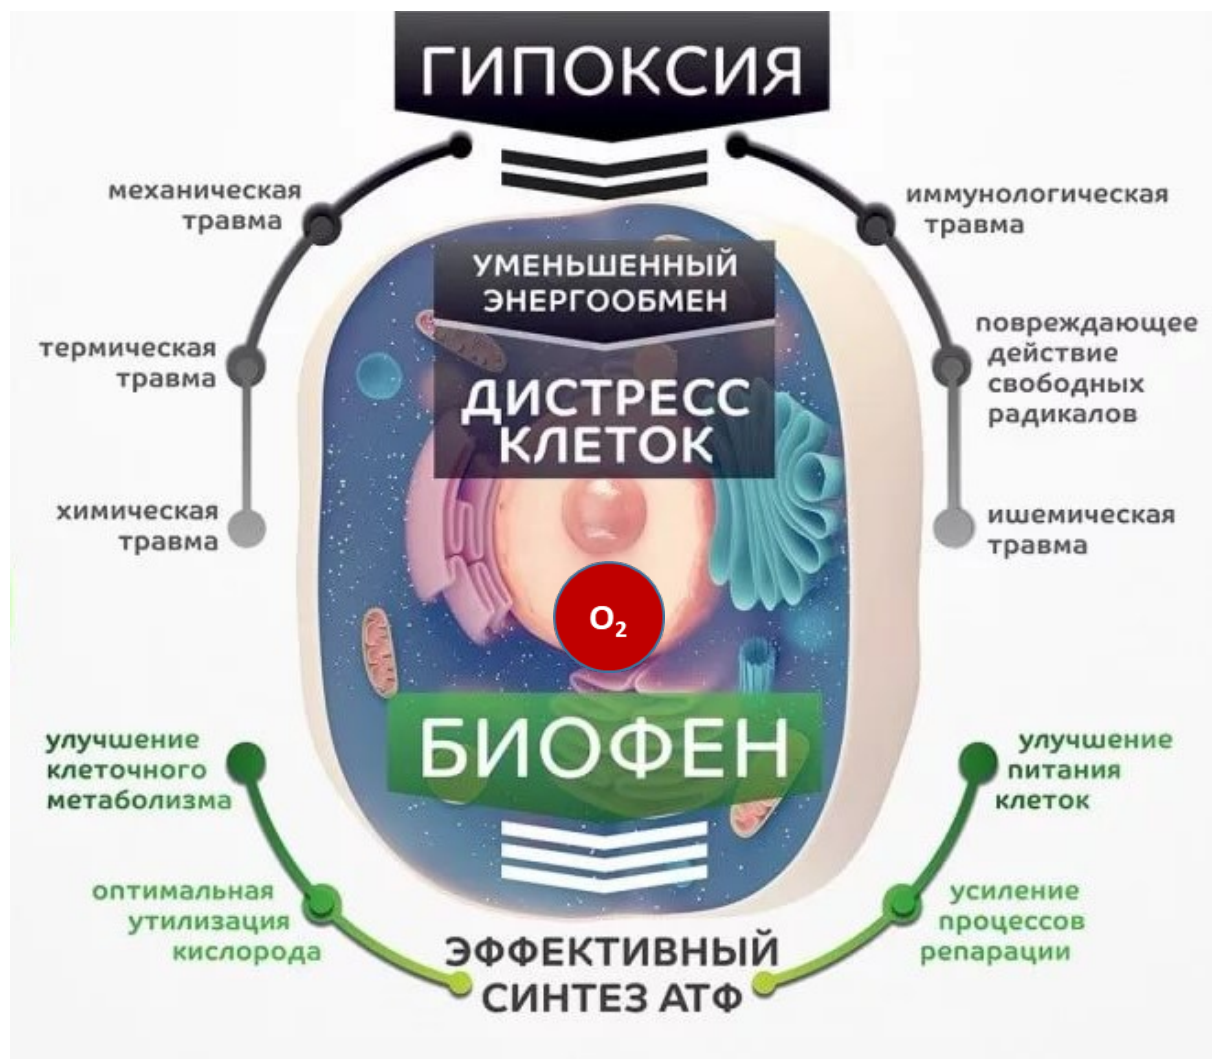 ГИПОКСИЯ
механическая
травма
термическая
травма
химическая
травма
иммунологическая
травма
повреждающее
действие
свободных
радикалов
ишемическая
травма
УМЕНЬШЕННЫЙ
ЭНЕРГООБМЕН
ДИСТРЕСС
КЛЕТОК
O₂
БИОФЕН
улучшение
клеточного
метаболизма
оптимальная
утилизация
кислорода
улучшение
питания
клеток
усиление
процессов
репарации
ЭФФЕКТИВНЫЙ
СИНТЕЗ АТФ